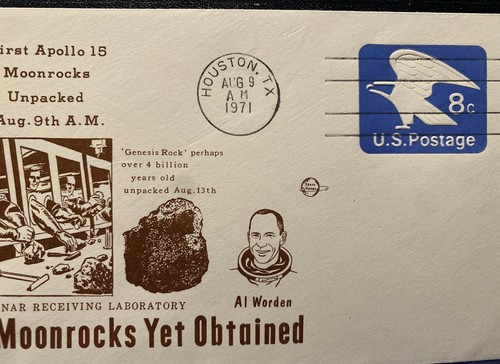 irst Apollo 15
Moonrocks
Unpacked
Aug. 9th A.M.
HOUSTON, TX
AUG 9
A M
1971
8c
U.S. Postage
'Genesis Rock' perhaps
over 4 billion
years old
unpacked Aug. 13th
Al Worden
NAR RECEIVING LABORATORY
Moonrocks Yet Obtained